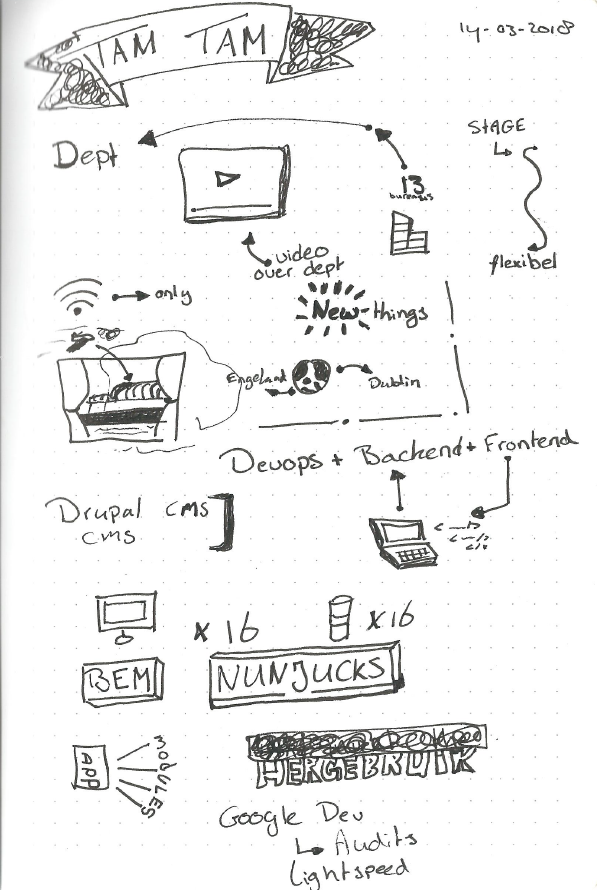 TAM TAM
14-03-2018
Dept
STAGE
13
bureaus
flexibel
video
over dept
only
New things
Engeland
Dublin
Devops + Backend + Frontend
Drupal CMS
CMS
< -- />
< -- />
</>
x 16
x 16
BEM
NUNJUCKS
APP
MODULES
HERGEBRUIK
Google Dev
Audits
Lightspeed